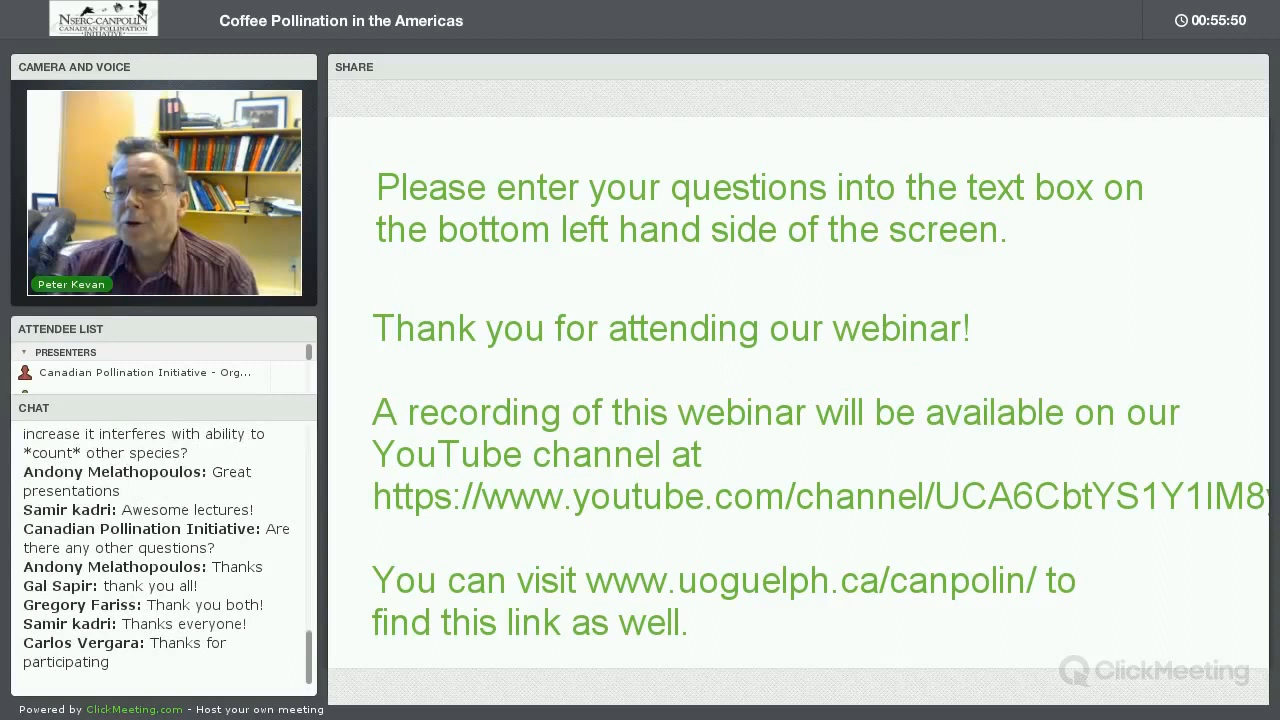 NSERC-CANPOLIN
CANADIAN POLLINATION
INITIATIVE
Coffee Pollination in the Americas
00:55:50
CAMERA AND VOICE
Peter Kevan
ATTENDEE LIST
PRESENTERS
Canadian Pollination Initiative - Org...
CHAT
increase it interferes with ability to
*count* other species?
Andony Melathopoulos: Great
presentations
Samir kadri: Awesome lectures!
Canadian Pollination Initiative: Are
there any other questions?
Andony Melathopoulos: Thanks
Gal Sapir: thank you all!
Gregory Fariss: Thank you both!
Samir kadri: Thanks everyone!
Carlos Vergara: Thanks for
participating
SHARE
Please enter your questions into the text box on
the bottom left hand side of the screen.
Thank you for attending our webinar!
A recording of this webinar will be available on our
YouTube channel at
https://www.youtube.com/channel/UCA6CbtYS1Y1IM8y
You can visit www.uoguelph.ca/canpolin/ to
find this link as well.
ClickMeeting
Powered by ClickMeeting.com - Host your own meeting